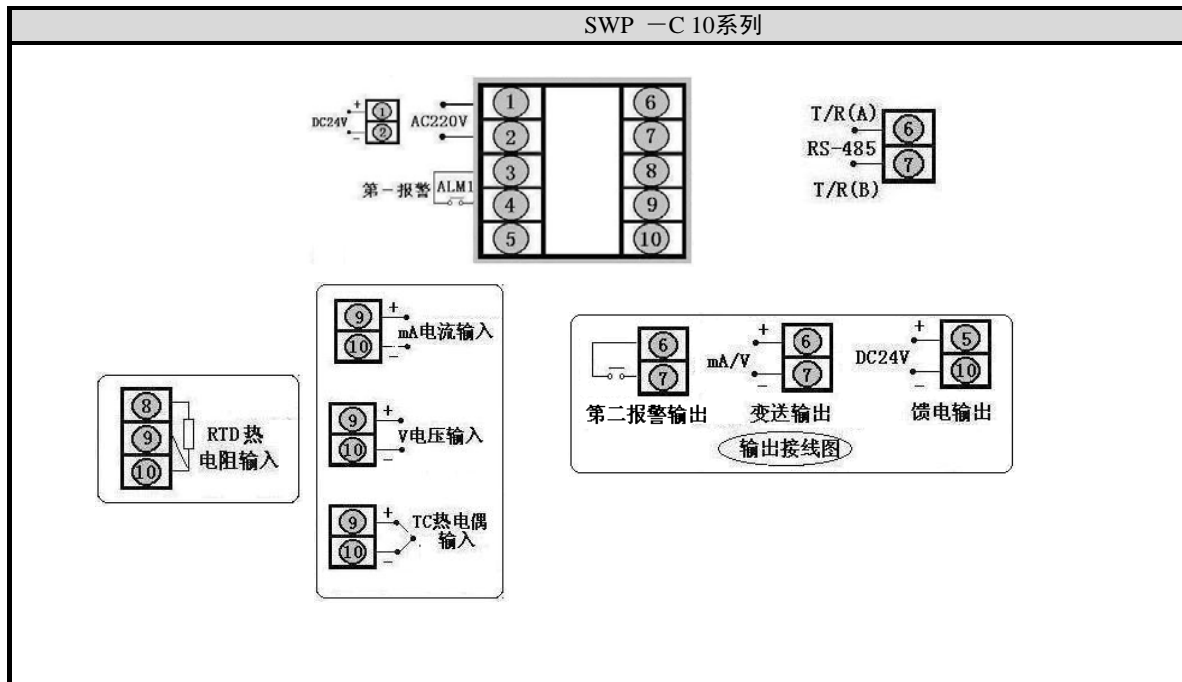 SWP －C 10系列
DC24V
+
−
①
②
AC220V
第一报警
ALM1
①
②
③
④
⑤
⑥
⑦
⑧
⑨
⑩
T/R(A)
RS-485
T/R(B)
⑥
⑦
⑧
⑨
⑩
RTD热
电阻输入
⑨
⑩
+
−
mA电流输入
⑨
⑩
+
−
V电压输入
⑨
⑩
+
−
TC热电偶
输入
⑥
⑦
第二报警输出
mA/V
+
−
⑥
⑦
变送输出
DC24V
+
−
⑤
⑩
馈电输出
输出接线图